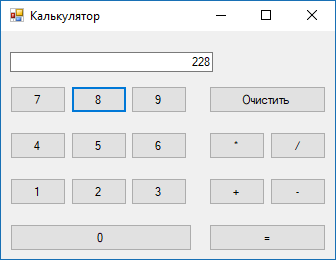 Калькулятор
228
7 8 9 Очистить
4 5 6 * /
1 2 3 + -
0 =